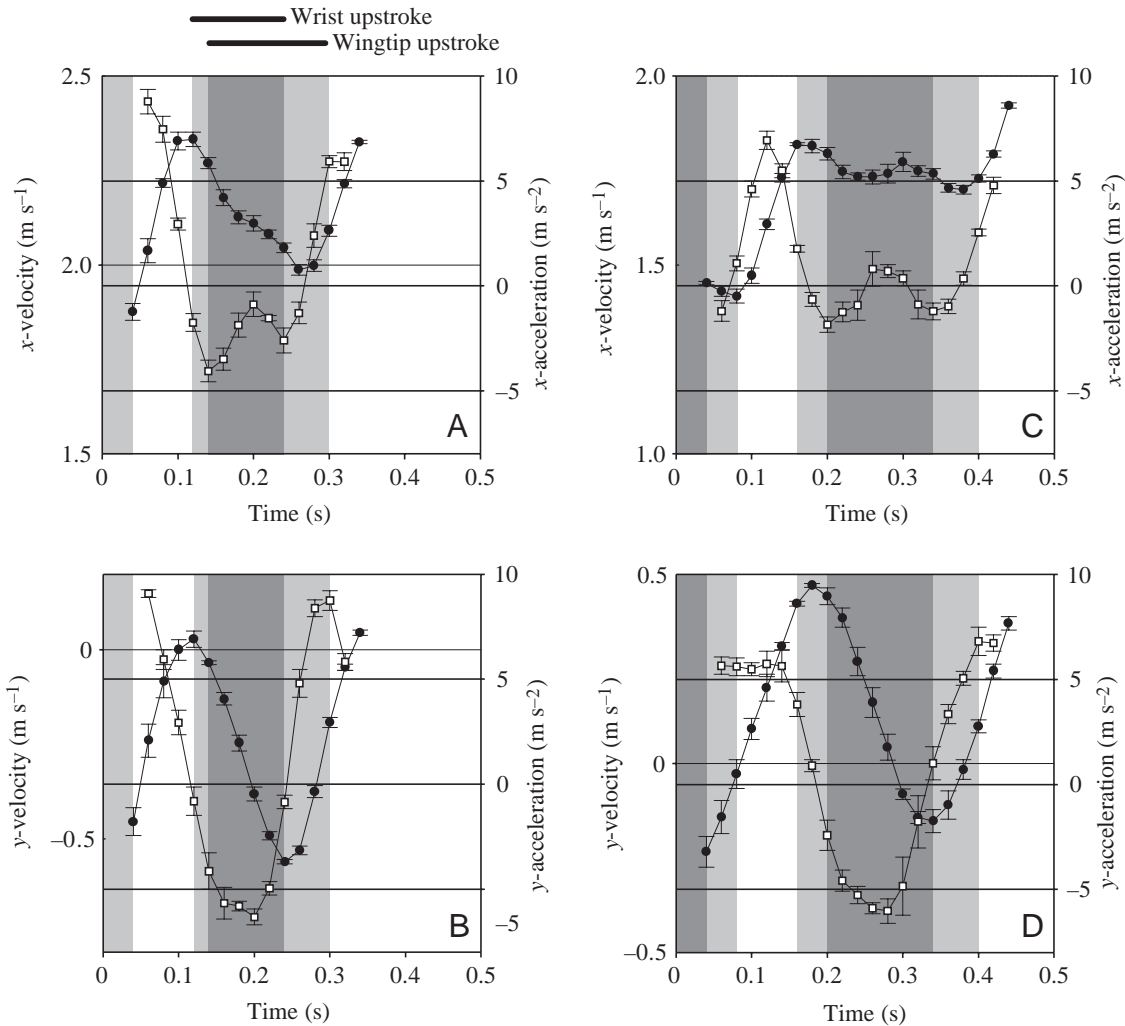 Wrist upstroke
Wingtip upstroke
2.5
2.0
1.5
x-velocity (m s–1)
10
5
0
–5
x-acceleration (m s–2)
A
0 0.1 0.2 0.3 0.4 0.5
Time (s)
2.0
1.5
1.0
x-velocity (m s–1)
10
5
0
–5
x-acceleration (m s–2)
C
0 0.1 0.2 0.3 0.4 0.5
Time (s)
0
–0.5
y-velocity (m s–1)
10
5
0
–5
y-acceleration (m s–2)
B
0 0.1 0.2 0.3 0.4 0.5
Time (s)
0.5
0
-0.5
y-velocity (m s–1)
10
5
0
–5
y-acceleration (m s–2)
D
0 0.1 0.2 0.3 0.4 0.5
Time (s)